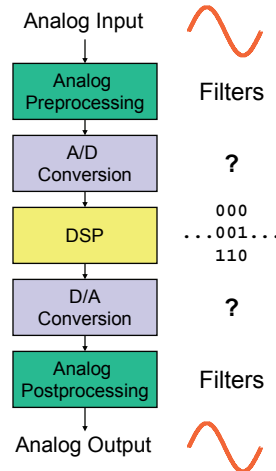 Analog Input
Analog
Preprocessing
Filters
A/D
Conversion
?
DSP
000
...001...
110
D/A
Conversion
?
Analog
Postprocessing
Filters
Analog Output